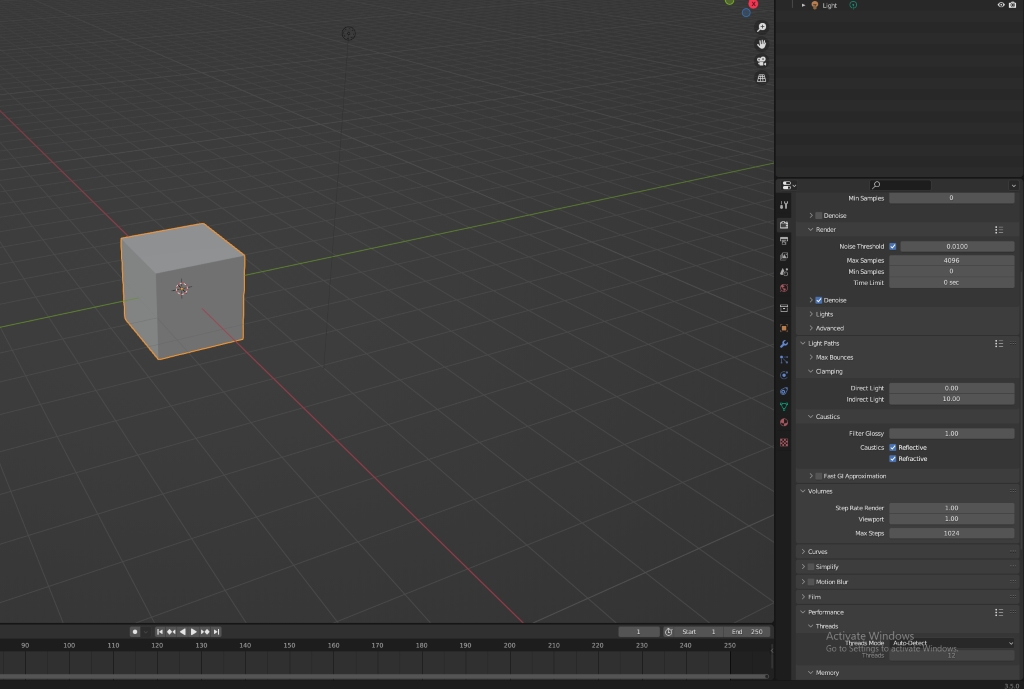 X
Light
Min Samples 0
Denoise
Render
Noise Threshold 0.0100
Max Samples 4096
Min Samples 0
Time Limit 0 sec
Denoise
Lights
Advanced
Light Paths
Max Bounces
Clamping
Direct Light 0.00
Indirect Light 10.00
Caustics
Filter Glossy 1.00
Caustics Reflective
Refractive
Fast GI Approximation
Volumes
Step Rate Render 1.00
Viewport 1.00
Max Steps 1024
Curves
Simplify
Motion Blur
Film
Performance
Threads
Threads Mode Auto-Detect
Threads 12
Memory
Activate Windows
Go to Settings to activate Windows.
1 Start 1 End 250
90 100 110 120 130 140 150 160 170 180 190 200 210 220 230 240 250
3.5.0